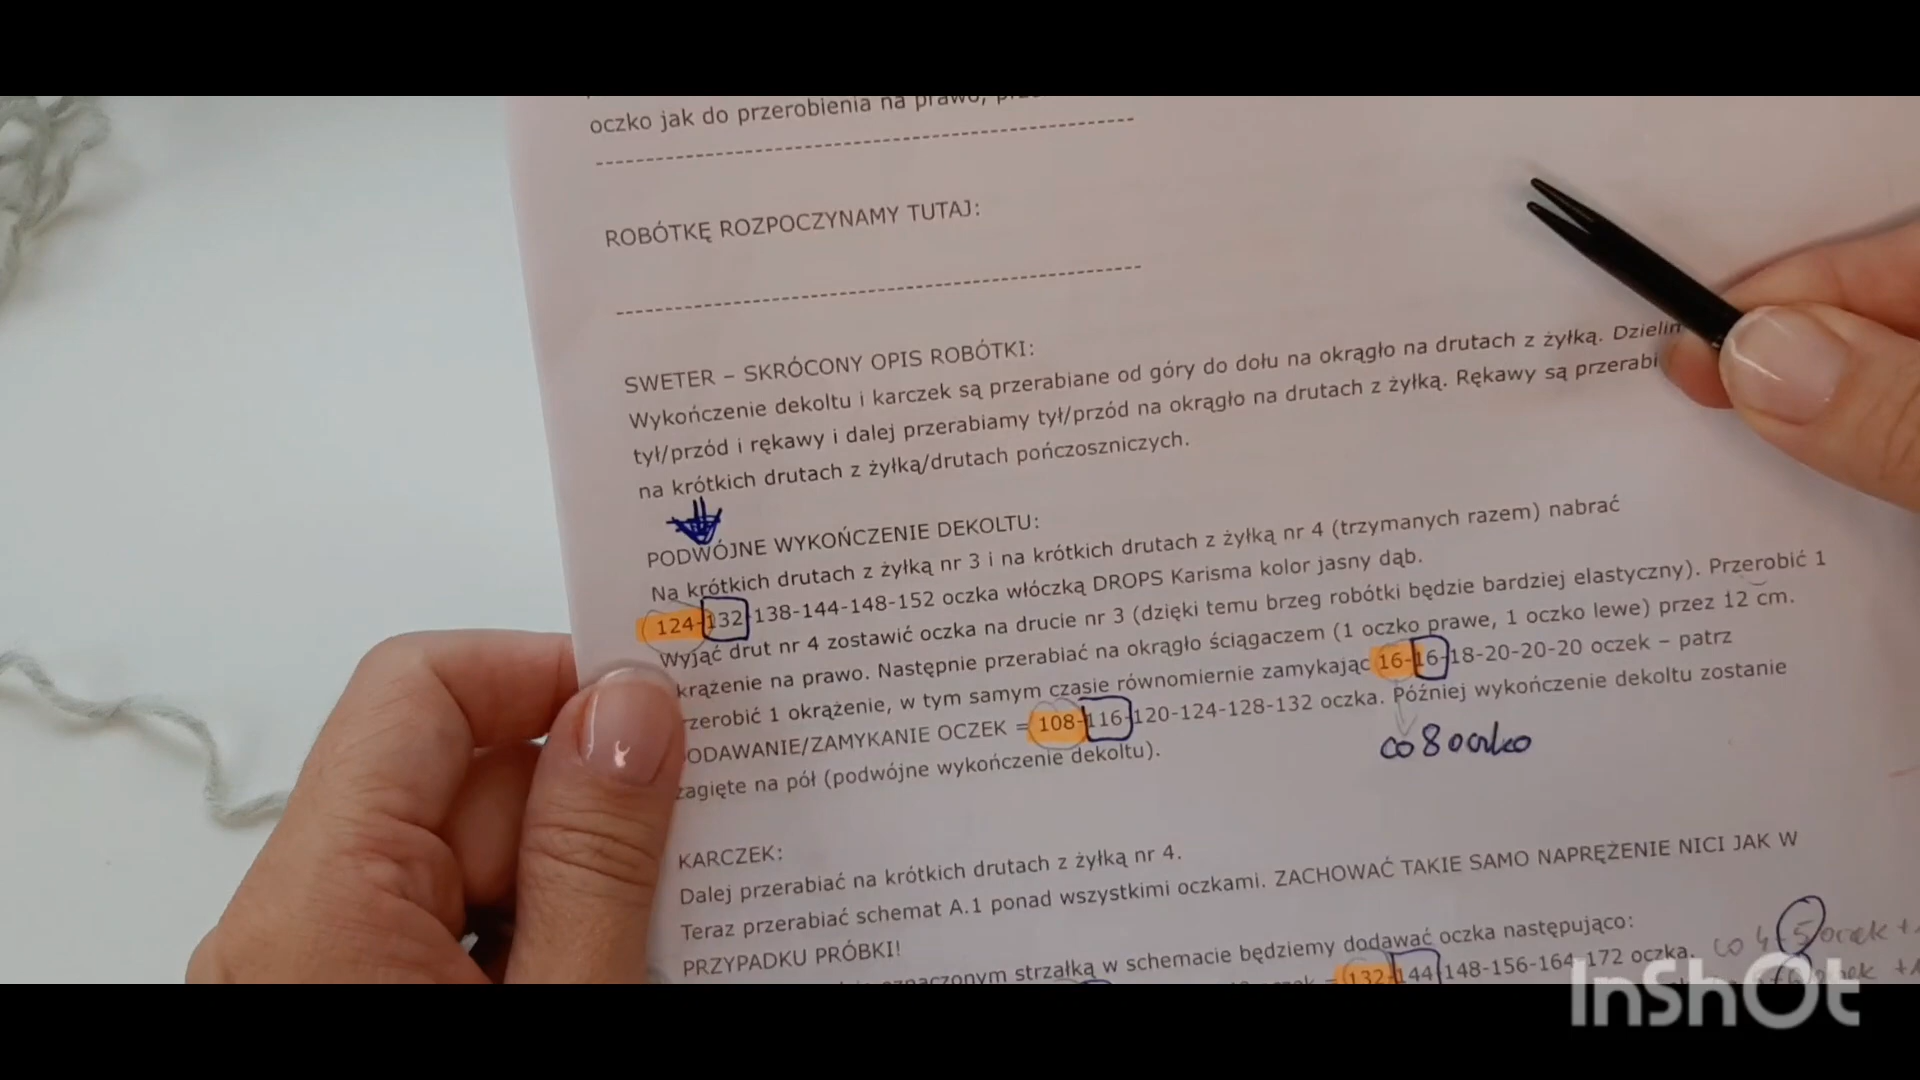 oczko jak do przerobienia na prawo,
ROBÓTKĘ ROZPOCZYNAMY TUTAJ:
SWETER – SKRÓCONY OPIS ROBÓTKI:
Wykończenie dekoltu i karczek są przerabiane od góry do dołu na okrągło na drutach z żyłką. Dzielim
tył/przód i rękawy i dalej przerabiamy tył/przód na okrągło na drutach z żyłką. Rękawy są przerabi
na krótkich drutach z żyłką/drutach pończoszniczych.
PODWÓJNE WYKOŃCZENIE DEKOLTU:
Na krótkich drutach z żyłką nr 3 i na krótkich drutach z żyłką nr 4 (trzymanych razem) nabrać
124-132-138-144-148-152 oczka włóczką DROPS Karisma kolor jasny dąb.
Wyjąć drut nr 4 zostawić oczka na drucie nr 3 (dzięki temu brzeg robótki będzie bardziej elastyczny). Przerobić 1
krążenie na prawo. Następnie przerabiać na okrągło ściągaczem (1 oczko prawe, 1 oczko lewe) przez 12 cm.
zerobić 1 okrążenie, w tym samym czasie równomiernie zamykając 16-16-18-20-20-20 oczek – patrz
ODAWANIE/ZAMYKANIE OCZEK = 108-116-120-124-128-132 oczka. Później wykończenie dekoltu zostanie
zagięte na pół (podwójne wykończenie dekoltu).
co 8 oczko
KARCZEK:
Dalej przerabiać na krótkich drutach z żyłką nr 4.
Teraz przerabiać schemat A.1 ponad wszystkimi oczkami. ZACHOWAĆ TAKIE SAMO NAPRĘŻENIE NICI JAK W
PRZYPADKU PRÓBKI!
strzałką w schemacie będziemy dodawać oczka następująco:
132-144-148-156-164-172 oczka.
InShOt